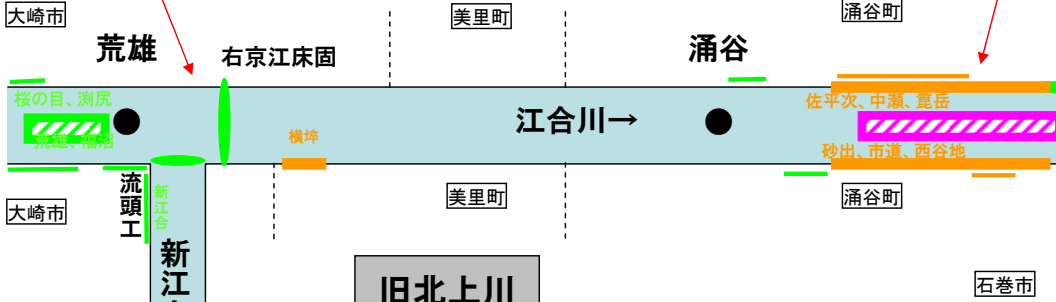 大崎市
美里町
涌谷町
荒雄
右京江床固
涌谷
桜の目、渕尻
佐平次、中瀬、箟岳
江合川→
荒雄、福沼
横埣
砂出、市道、西谷地
流頭工
新江合
大崎市
美里町
涌谷町
新江
旧北上川
石巻市